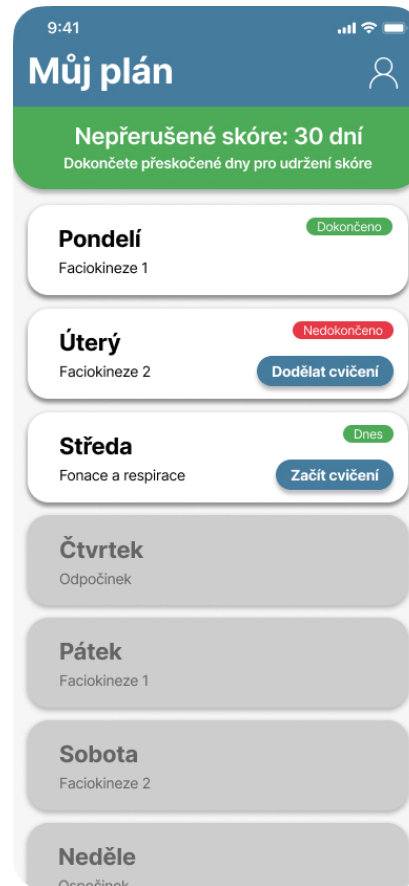 9:41
Můj plán
Nepřerušené skóre: 30 dní
Dokončete přeskočené dny pro udržení skóre
Pondelí
Dokončeno
Faciokineze 1
Úterý
Nedokončeno
Faciokineze 2
Dodělat cvičení
Středa
Dnes
Fonace a respirace
Začít cvičení
Čtvrtek
Odpočinek
Pátek
Faciokineze 1
Sobota
Faciokineze 2
Neděle
Ospočinek